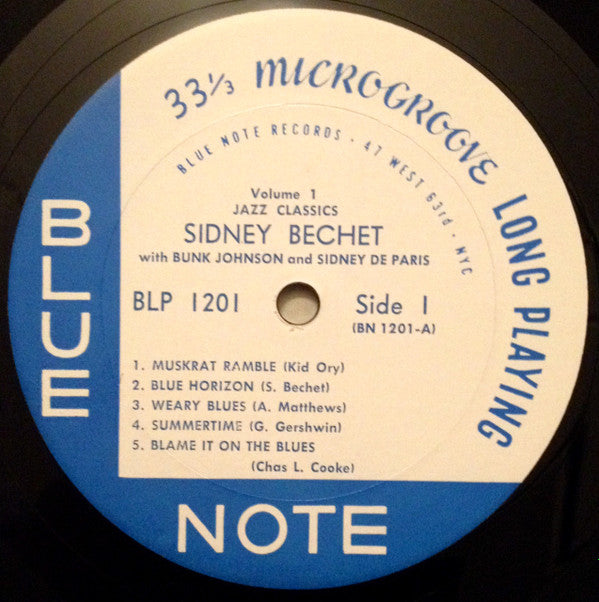 33⅓ MICROGROOVE LONG PLAYING
BLUE NOTE RECORDS · 47 WEST 63rd · NYC
Volume 1
JAZZ CLASSICS
SIDNEY BECHET
with BUNK JOHNSON and SIDNEY DE PARIS
BLP 1201
Side 1
(BN 1201-A)
1. MUSKRAT RAMBLE (Kid Ory)
2. BLUE HORIZON (S. Bechet)
3. WEARY BLUES (A. Matthews)
4. SUMMERTIME (G. Gershwin)
5. BLAME IT ON THE BLUES
(Chas L. Cooke)
BLUE
NOTE